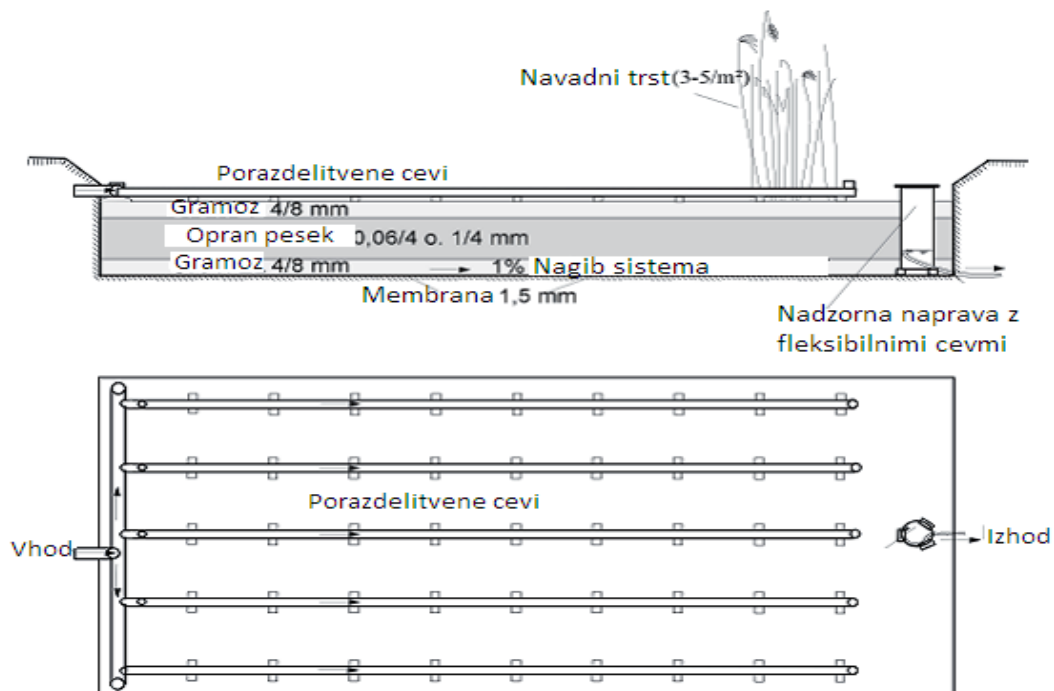 Navadni trst (3-5/m²)
Porazdelitvene cevi
Gramoz 4/8 mm
Opran pesek 0,06/4 o. 1/4 mm
Gramoz 4/8 mm 1% Nagib sistema
Membrana 1,5 mm
Nadzorna naprava z
fleksibilnimi cevmi
Porazdelitvene cevi
Vhod
Izhod